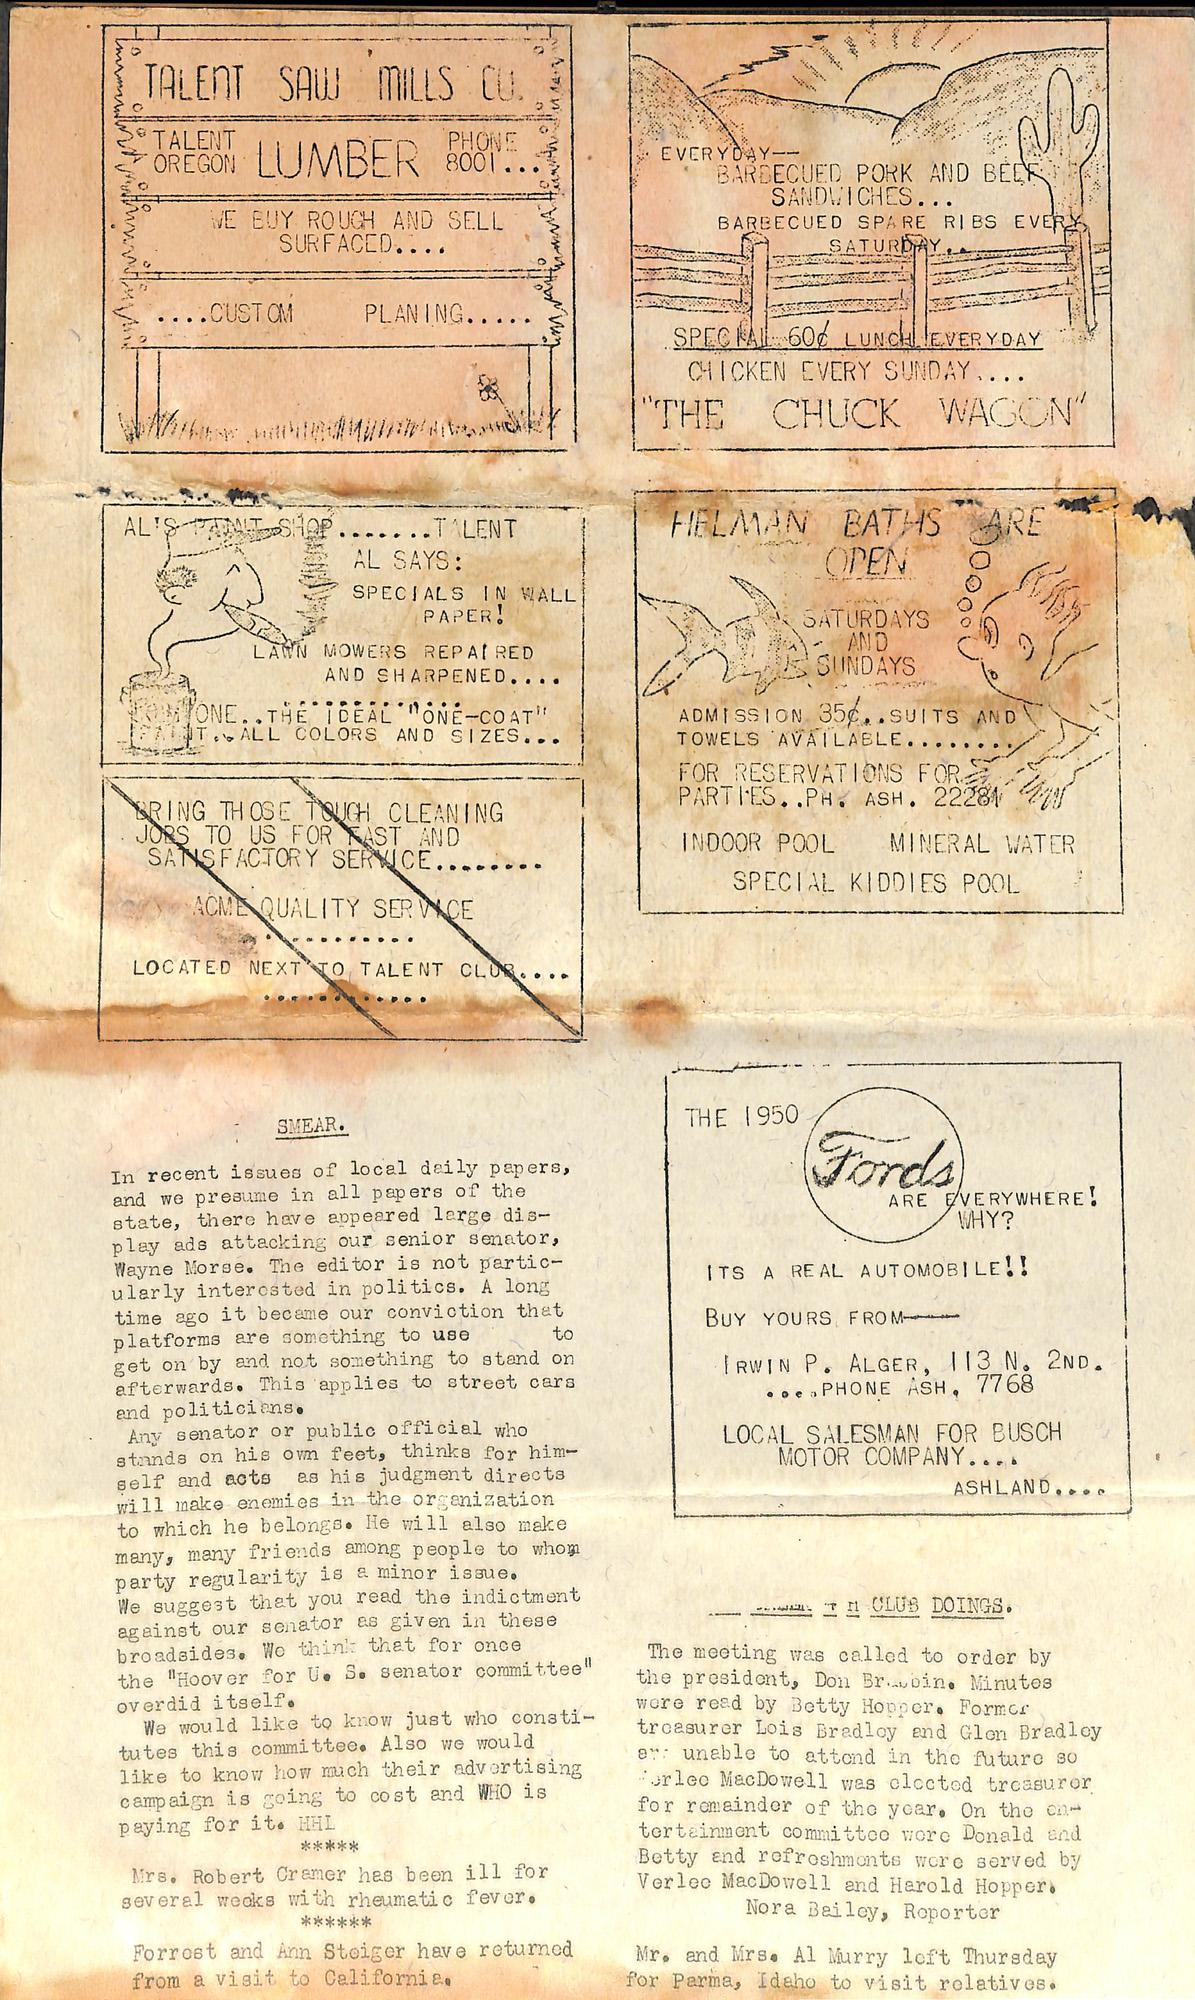 TALENT SAW MILLS CO.
TALENT
OREGON LUMBER PHONE
8001...
WE BUY ROUGH AND SELL
SURFACED....
....CUSTOM PLANING.....
EVERYDAY—
BARBECUED PORK AND BEEF
SANDWICHES...
BARBECUED SPARE RIBS EVERY
SATURDAY..
SPECIAL 60¢ LUNCH EVERYDAY
CHICKEN EVERY SUNDAY.....
"THE CHUCK WAGON"
AL'S PAINT SHOP.......TALENT
AL SAYS:
SPECIALS IN WALL
PAPER!
LAWN MOWERS REPAIRED
AND SHARPENED....
ONE..THE IDEAL "ONE-COAT"
PAINT...ALL COLORS AND SIZES...
HELMAN BATHS ARE
OPEN
SATURDAYS
AND
SUNDAYS
ADMISSION 35¢..SUITS AND
TOWELS AVAILABLE........
FOR RESERVATIONS FOR
PARTIES..PH. ASH. 22281
INDOOR POOL MINERAL WATER
SPECIAL KIDDIES POOL
BRING THOSE TOUGH CLEANING
JOBS TO US FOR FAST AND
SATISFACTORY SERVICE........
ACME QUALITY SERVICE
...........
LOCATED NEXT TO TALENT CLUB....
............
SMEAR.
In recent issues of local daily papers,
and we presume in all papers of the
state, there have appeared large dis-
play ads attacking our senior senator,
Wayne Morse. The editor is not partic-
ularly interested in politics. A long
time ago it became our conviction that
platforms are something to use to
get on by and not something to stand on
afterwards. This applies to street cars
and politicians.
Any senator or public official who
stands on his own feet, thinks for him-
self and acts as his judgment directs
will make enemies in the organization
to which he belongs. He will also make
many, many friends among people to whom
party regularity is a minor issue.
We suggest that you read the indictment
against our senator as given in these
broadsides. We think that for once
the "Hoover for U. S. senator committee"
overdid itself.
We would like to know just who consti-
tutes this committee. Also we would
like to know how much their advertising
campaign is going to cost and WHO is
paying for it. HHL
*****
Mrs. Robert Cramer has been ill for
several weeks with rheumatic fever.
******
Forrest and Ann Steiger have returned
from a visit to California.
THE 1950
Fords
ARE EVERYWHERE!
WHY?
ITS A REAL AUTOMOBILE!!
BUY YOURS FROM—
IRWIN P. ALGER, 113 N. 2ND.
....PHONE ASH. 7768
LOCAL SALESMAN FOR BUSCH
MOTOR COMPANY....
ASHLAND....
CLUB DOINGS.
The meeting was called to order by
the president, Don Minutes
were read by Betty Hopper. Former
treasurer Lois Bradley and Glen Bradley
unable to attend in the future so
Verlee MacDowell was elected treasurer
for remainder of the year. On the en-
tertainment committee were Donald and
Betty and refreshments were served by
Verlee MacDowell and Harold Hopper.
Nora Bailey, Reporter
Mr. and Mrs. Al Murry left Thursday
for Parma, Idaho to visit relatives.